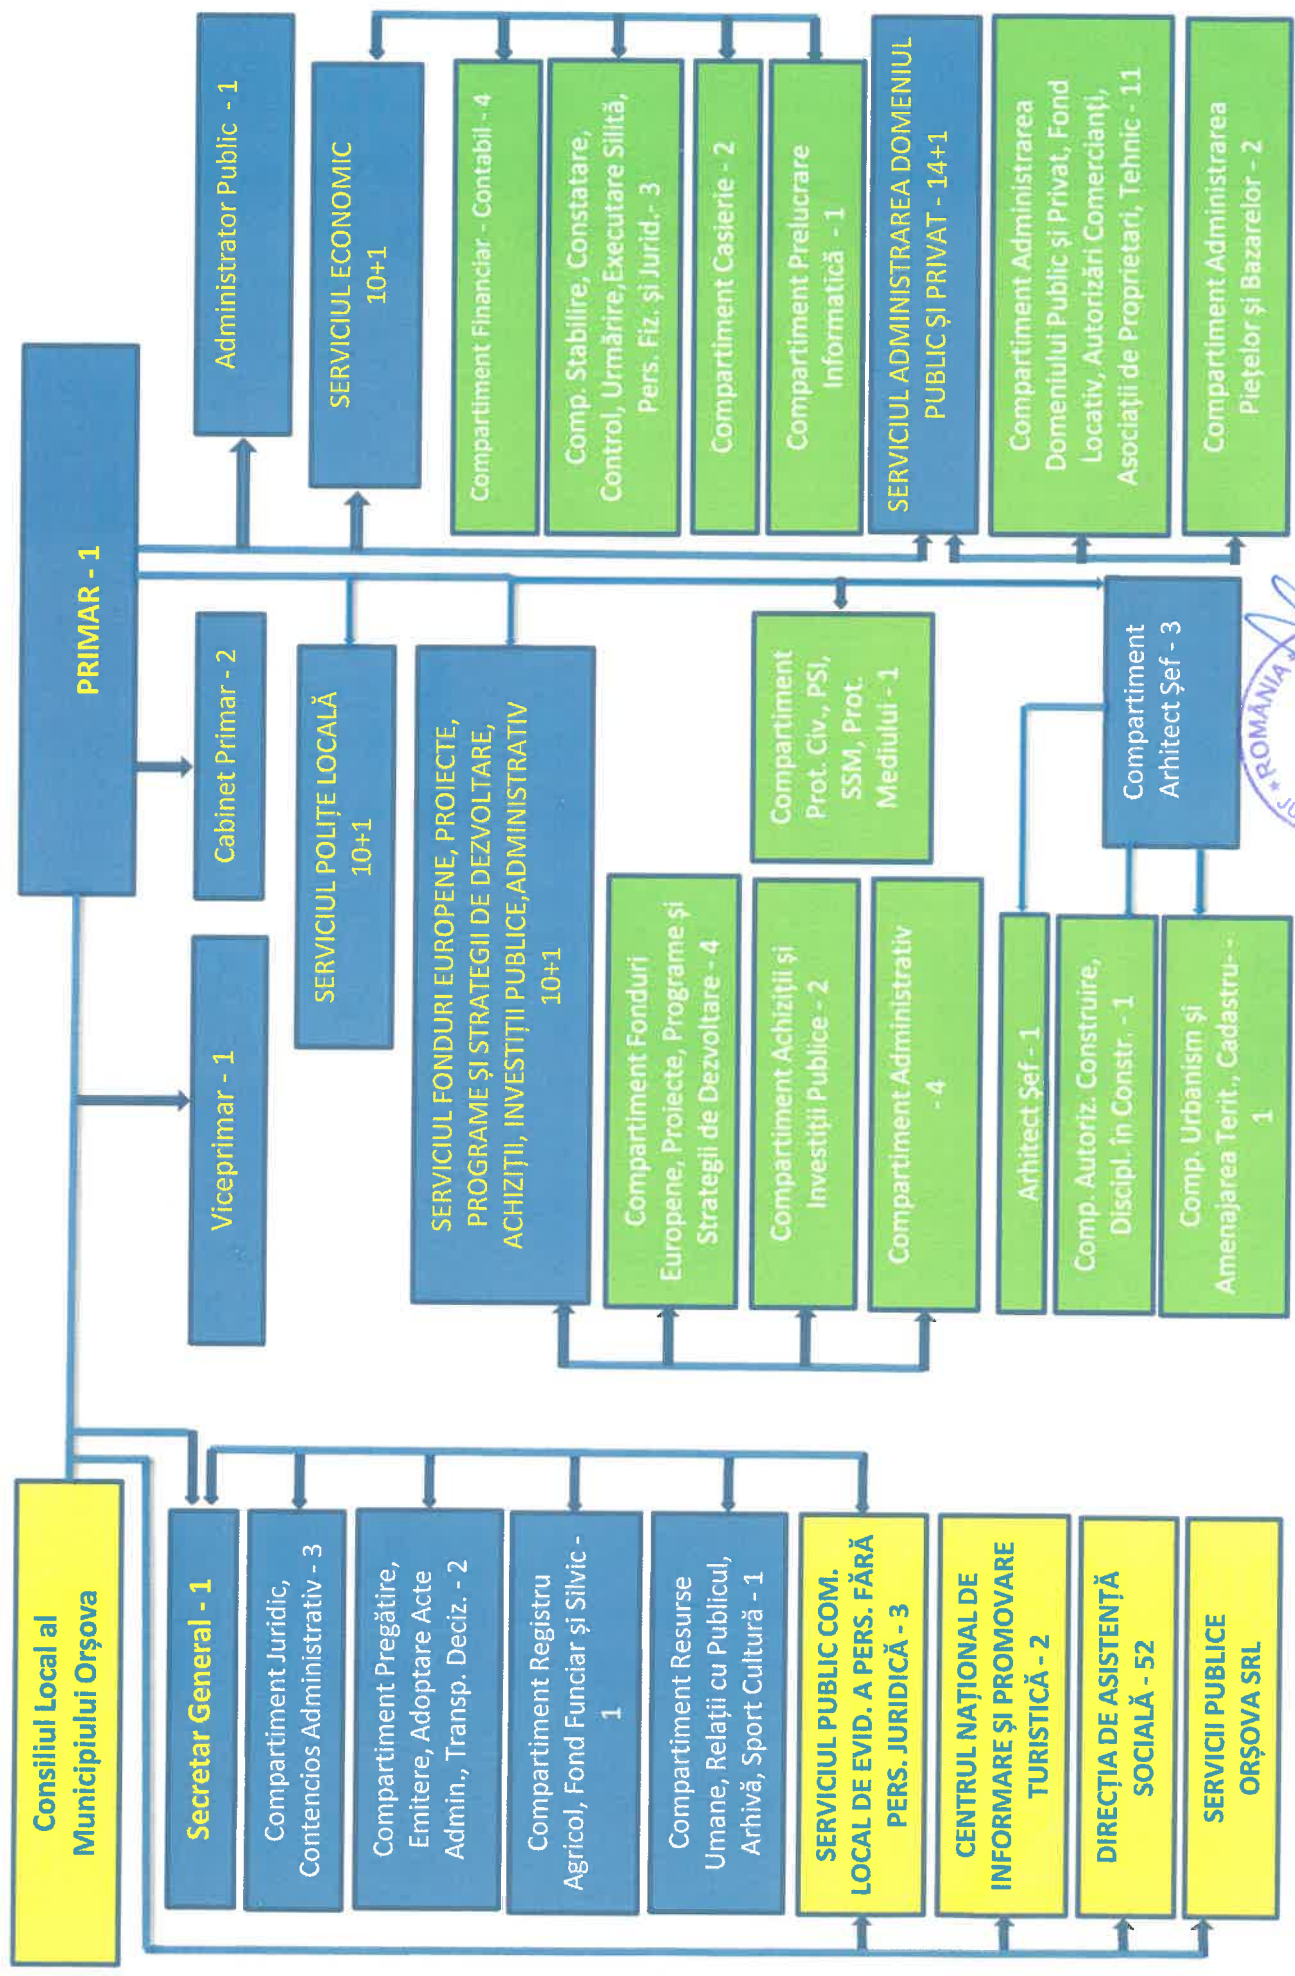 Consiliul Local al
Municipiului Orșova
PRIMAR - 1
Secretar General - 1
Compartiment Juridic,
Contencios Administrativ - 3
Compartiment Pregătire,
Emitere, Adoptare Acte
Admin., Transp. Deciz. - 2
Compartiment Registru
Agricol, Fond Funciar și Silvic -
1
Compartiment Resurse
Umane, Relații cu Publicul,
Arhivă, Sport Cultură - 1
SERVICIUL PUBLIC COM.
LOCAL DE EVID. A PERS. FĂRĂ
PERS. JURIDICĂ - 3
CENTRUL NAȚIONAL DE
INFORMARE ȘI PROMOVARE
TURISTICĂ - 2
DIRECȚIA DE ASISTENȚĂ
SOCIALĂ - 52
SERVICII PUBLICE
ORȘOVA SRL
Viceprimar - 1
Cabinet Primar - 2
SERVICIUL POLIȚE LOCALĂ
10+1
SERVICIUL FONDURI EUROPENE, PROIECTE,
PROGRAME ȘI STRATEGII DE DEZVOLTARE,
ACHIZIȚII, INVESTIȚII PUBLICE,ADMINISTRATIV
10+1
Compartiment Fonduri
Europene, Proiecte, Programe și
Strategii de Dezvoltare - 4
Compartiment Achiziții și
Investiții Publice - 2
Compartiment Administrativ
- 4
Compartiment
Prot. Civ., PSI,
SSM, Prot.
Mediului - 1
Compartiment
Arhitect Șef - 3
Arhitect Șef - 1
Comp. Autoriz. Construire,
Discipl. în Constr. - 1
Comp. Urbanism și
Amenajarea Terit., Cadastru--
1
Administrator Public - 1
SERVICIUL ECONOMIC
10+1
Compartiment Financiar - Contabil - 4
Comp. Stabilire, Constatare,
Control, Urmărire,Executare Silită,
Pers. Fiz. și Jurid.- 3
Compartiment Casierie - 2
Compartiment Prelucrare
Informatică - 1
SERVICIUL ADMINISTRAREA DOMENIUL
PUBLIC ȘI PRIVAT - 14+1
Compartiment Administrarea
Domeniului Public și Privat, Fond
Locativ, Autorizări Comercianți,
Asociații de Proprietari, Tehnic - 11
Compartiment Administrarea
Piețelor și Bazarelor - 2
* ROMÂNIA *